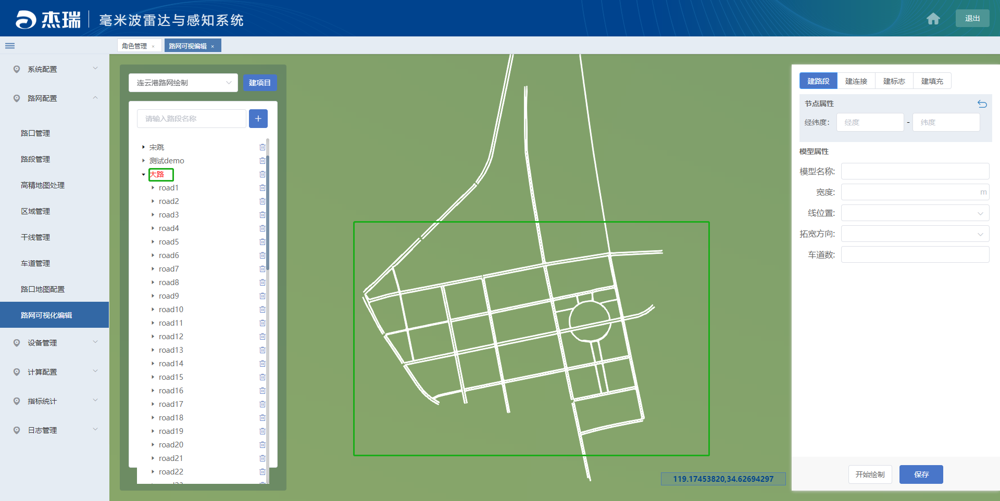 杰瑞 毫米波雷达与感知系统
退出
角色管理 ×
路网可视编辑 ×
系统配置
路网配置
路口管理
路段管理
高精地图处理
区域管理
干线管理
车道管理
路口地图配置
路网可视化编辑
设备管理
计算配置
指标统计
日志管理
连云港路网绘制
建项目
请输入路段名称
+
宋跳
测试demo
大路
road1
road2
road3
road4
road5
road6
road7
road8
road9
road10
road11
road12
road13
road14
road15
road16
road17
road18
road19
road20
road21
road22
119.17453820,34.62694297
建路段 建连接 建标志 建填充
节点属性
经纬度: 经度 - 纬度
模型属性
模型名称:
宽度: m
线位置:
拓宽方向:
车道数:
开始绘制
保存